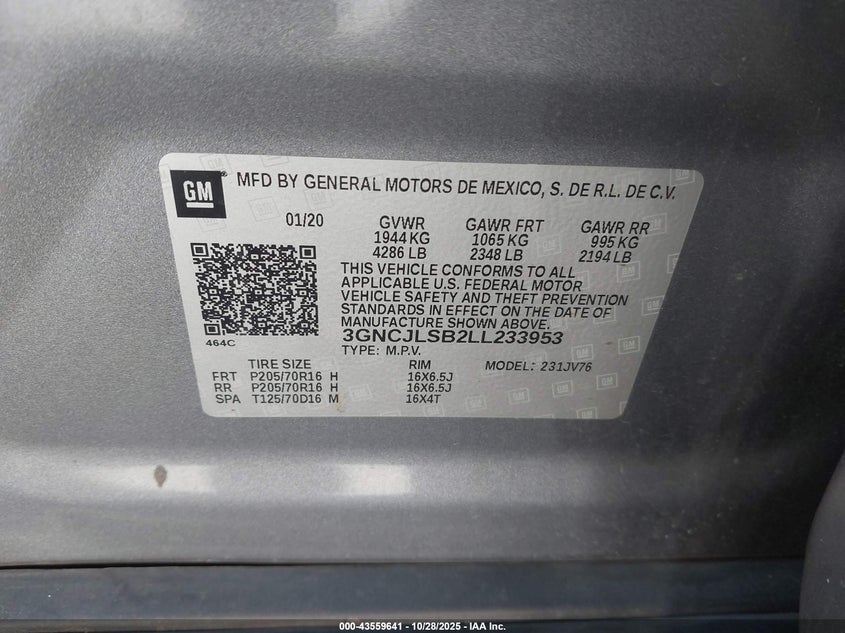 GM
MFD BY GENERAL MOTORS DE MEXICO, S. DE R.L. DE C.V.
01/20 GVWR GAWR FRT GAWR RR
1944 KG 1065 KG 995 KG
4286 LB 2348 LB 2194 LB
THIS VEHICLE CONFORMS TO ALL
APPLICABLE U.S. FEDERAL MOTOR
VEHICLE SAFETY AND THEFT PREVENTION
STANDARDS IN EFFECT ON THE DATE OF
MANUFACTURE SHOWN ABOVE.
464C
3GNCJLSB2LL233953
TYPE: M.P.V. MODEL: 231JV76
TIRE SIZE RIM
FRT P205/70R16 H 16X6.5J
RR P205/70R16 H 16X6.5J
SPA T125/70D16 M 16X4T
000-43559641 - 10/28/2025 - IAA Inc.